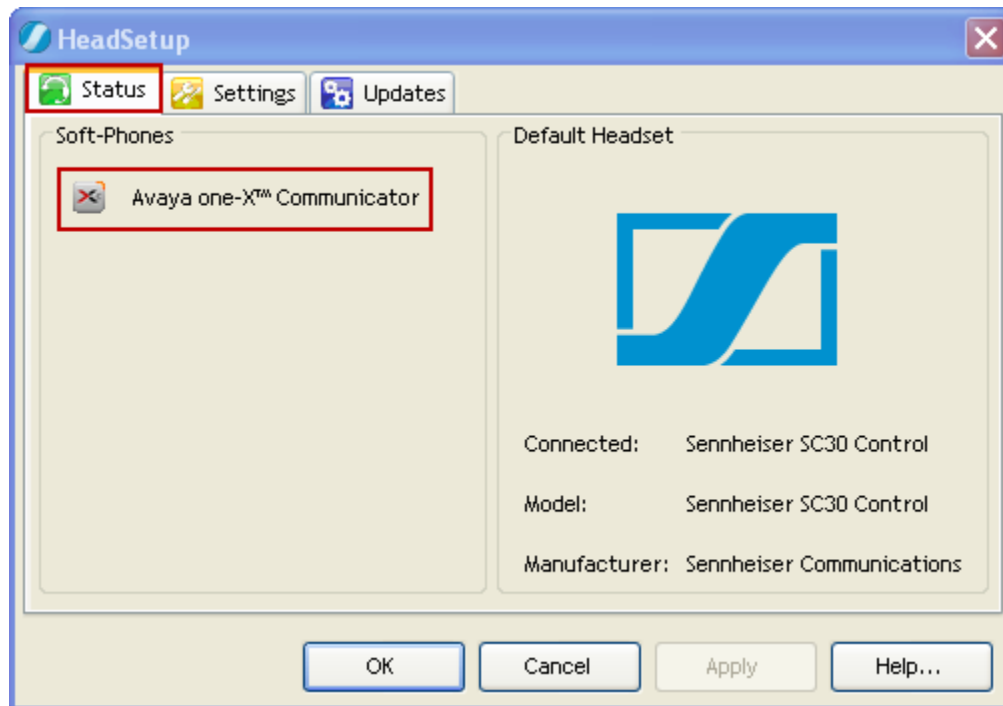 HeadSetup
Status
Settings
Updates
Soft-Phones
Avaya one-X™ Communicator
Default Headset
Connected: Sennheiser SC30 Control
Model: Sennheiser SC30 Control
Manufacturer: Sennheiser Communications
OK
Cancel
Apply
Help...